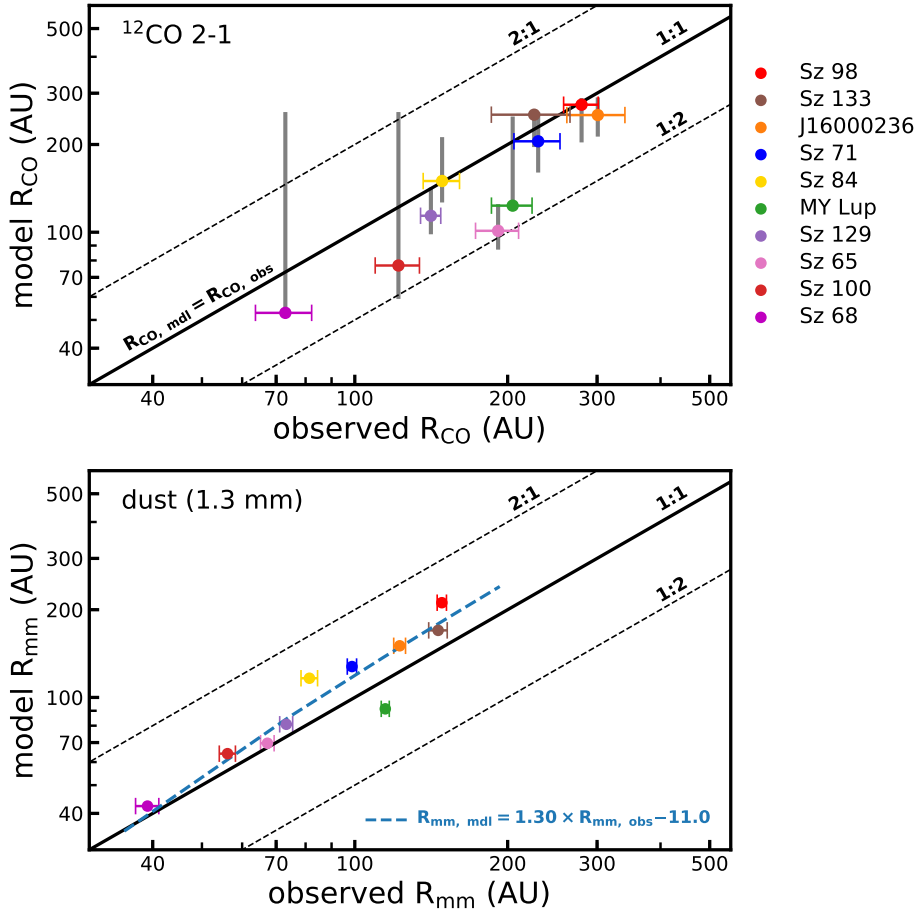 ¹²CO 2-1
2:1
1:1
1:2
R_CO, mdl = R_CO, obs
model R_CO (AU)
500
300
200
100
70
40
40 70 100 200 300 500
observed R_CO (AU)
Sz 98
Sz 133
J16000236
Sz 71
Sz 84
MY Lup
Sz 129
Sz 65
Sz 100
Sz 68
dust (1.3 mm)
2:1
1:1
1:2
R_mm, mdl = 1.30 × R_mm, obs−11.0
model R_mm (AU)
500
300
200
100
70
40
40 70 100 200 300 500
observed R_mm (AU)